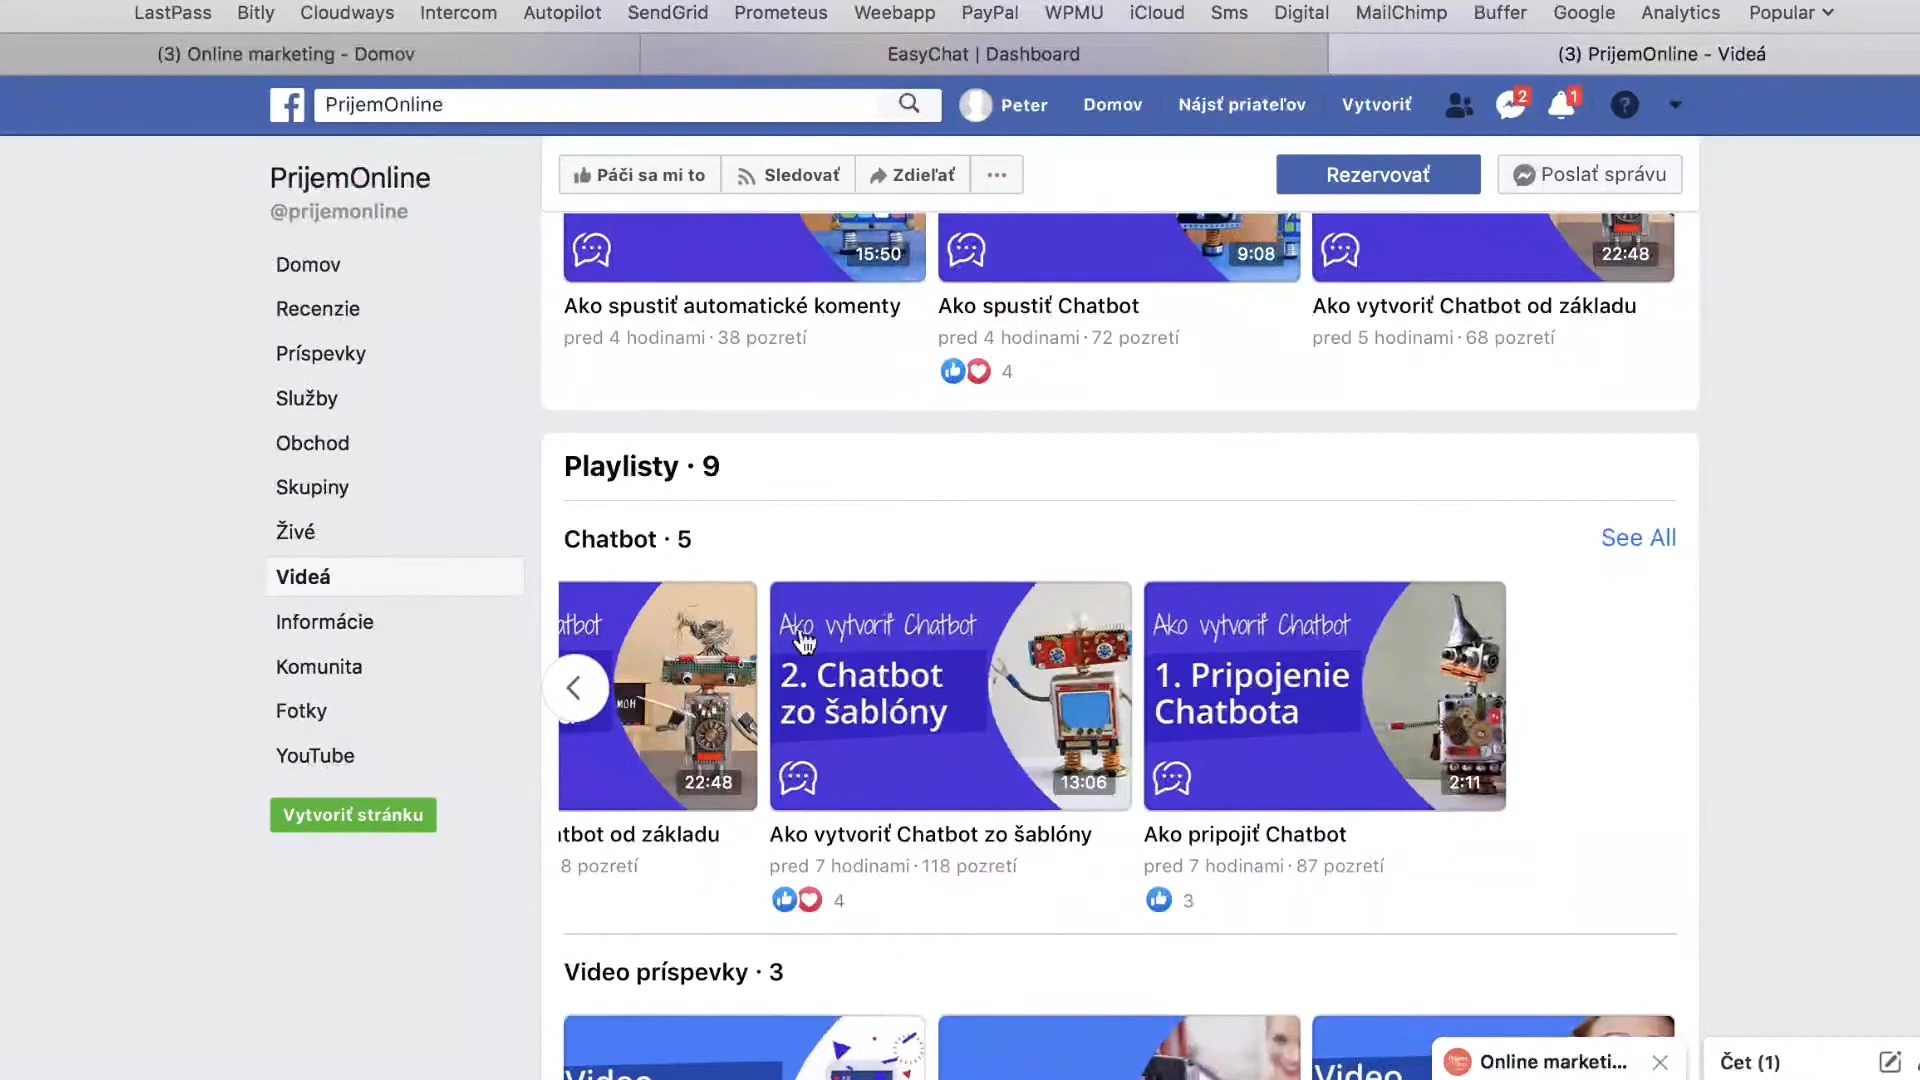 LastPass Bitly Cloudways Intercom Autopilot SendGrid Prometeus Weebapp PayPal WPMU iCloud Sms Digital MailChimp Buffer Google Analytics Popular
(3) Online marketing - Domov EasyChat | Dashboard (3) PrijemOnline - Videá
PrijemOnline Peter Domov Nájsť priateľov Vytvoriť 2 1
PrijemOnline
@prijemonline
Domov
Recenzie
Príspevky
Služby
Obchod
Skupiny
Živé
Videá
Informácie
Komunita
Fotky
YouTube
Vytvoriť stránku
Páči sa mi to Sledovať Zdieľať ... Rezervovať Poslať správu
15:50 9:08 22:48
Ako spustiť automatické komenty Ako spustiť Chatbot Ako vytvoriť Chatbot od základu
pred 4 hodinami · 38 pozretí pred 4 hodinami · 72 pozretí pred 5 hodinami · 68 pozretí
4
Playlisty · 9
Chatbot · 5 See All
atbot Ako vytvoriť Chatbot Ako vytvoriť Chatbot
2. Chatbot 1. Pripojenie
zo šablóny Chatbota
22:48 13:06 2:11
tbot od základu Ako vytvoriť Chatbot zo šablóny Ako pripojiť Chatbot
8 pozretí pred 7 hodinami · 118 pozretí pred 7 hodinami · 87 pozretí
4 3
Video príspevky · 3
Video Video
Online marketi... Čet (1)